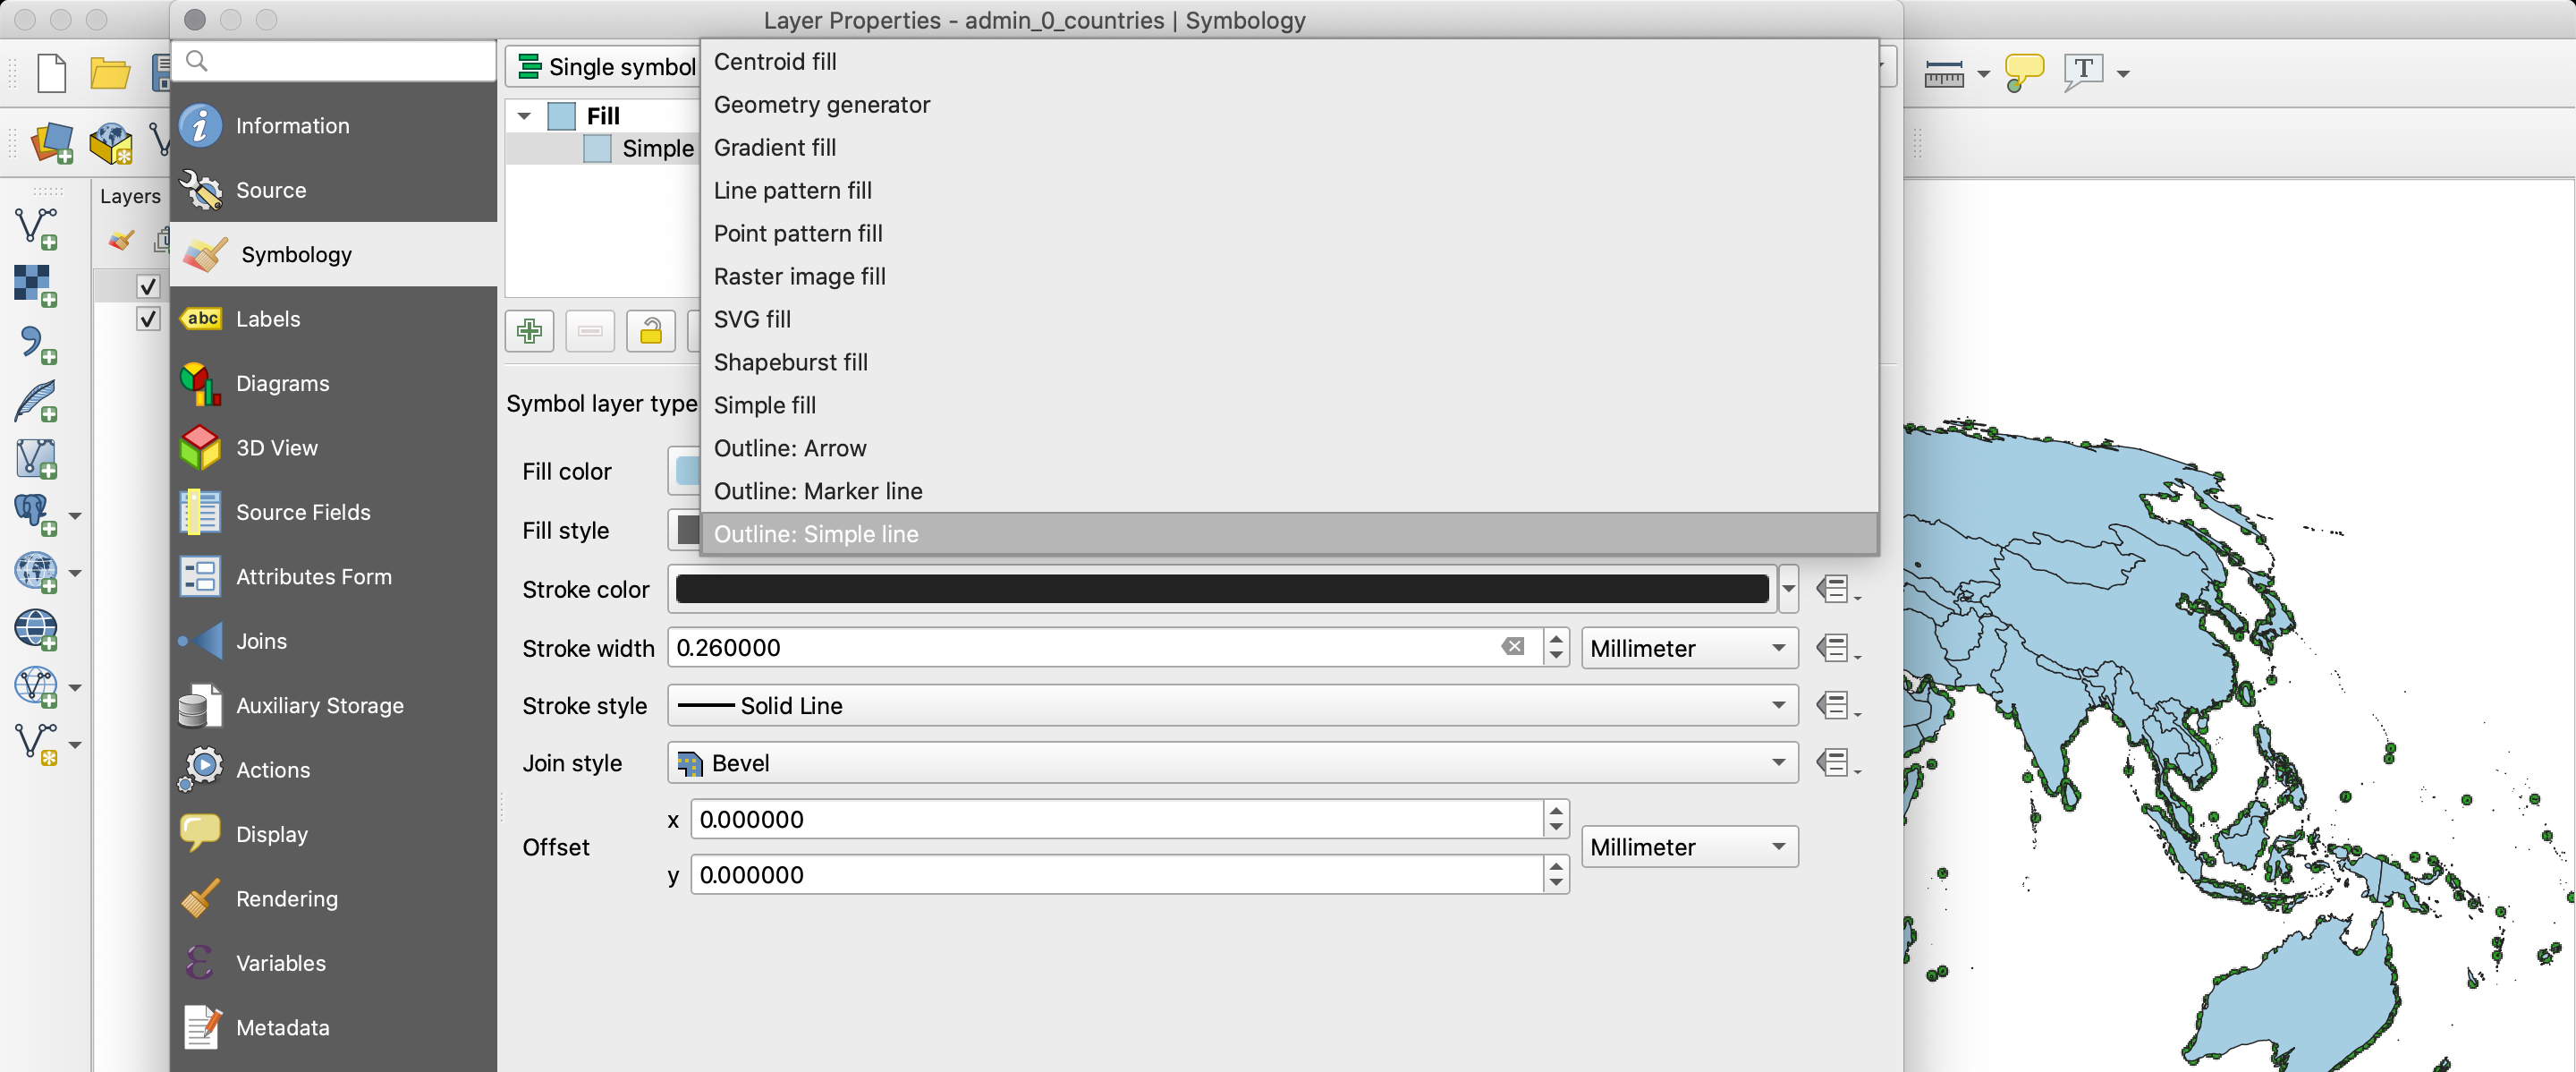 Layer Properties - admin_0_countries | Symbology
Layers
Information
Source
Symbology
abc Labels
Diagrams
3D View
Source Fields
Attributes Form
Joins
Auxiliary Storage
Actions
Display
Rendering
Variables
Metadata
Single symbol
Fill
Simple
Centroid fill
Geometry generator
Gradient fill
Line pattern fill
Point pattern fill
Raster image fill
SVG fill
Shapeburst fill
Simple fill
Outline: Arrow
Outline: Marker line
Outline: Simple line
Symbol layer type
Fill color
Fill style
Stroke color
Stroke width 0.260000 Millimeter
Stroke style Solid Line
Join style Bevel
Offset
x 0.000000
y 0.000000
Millimeter
T